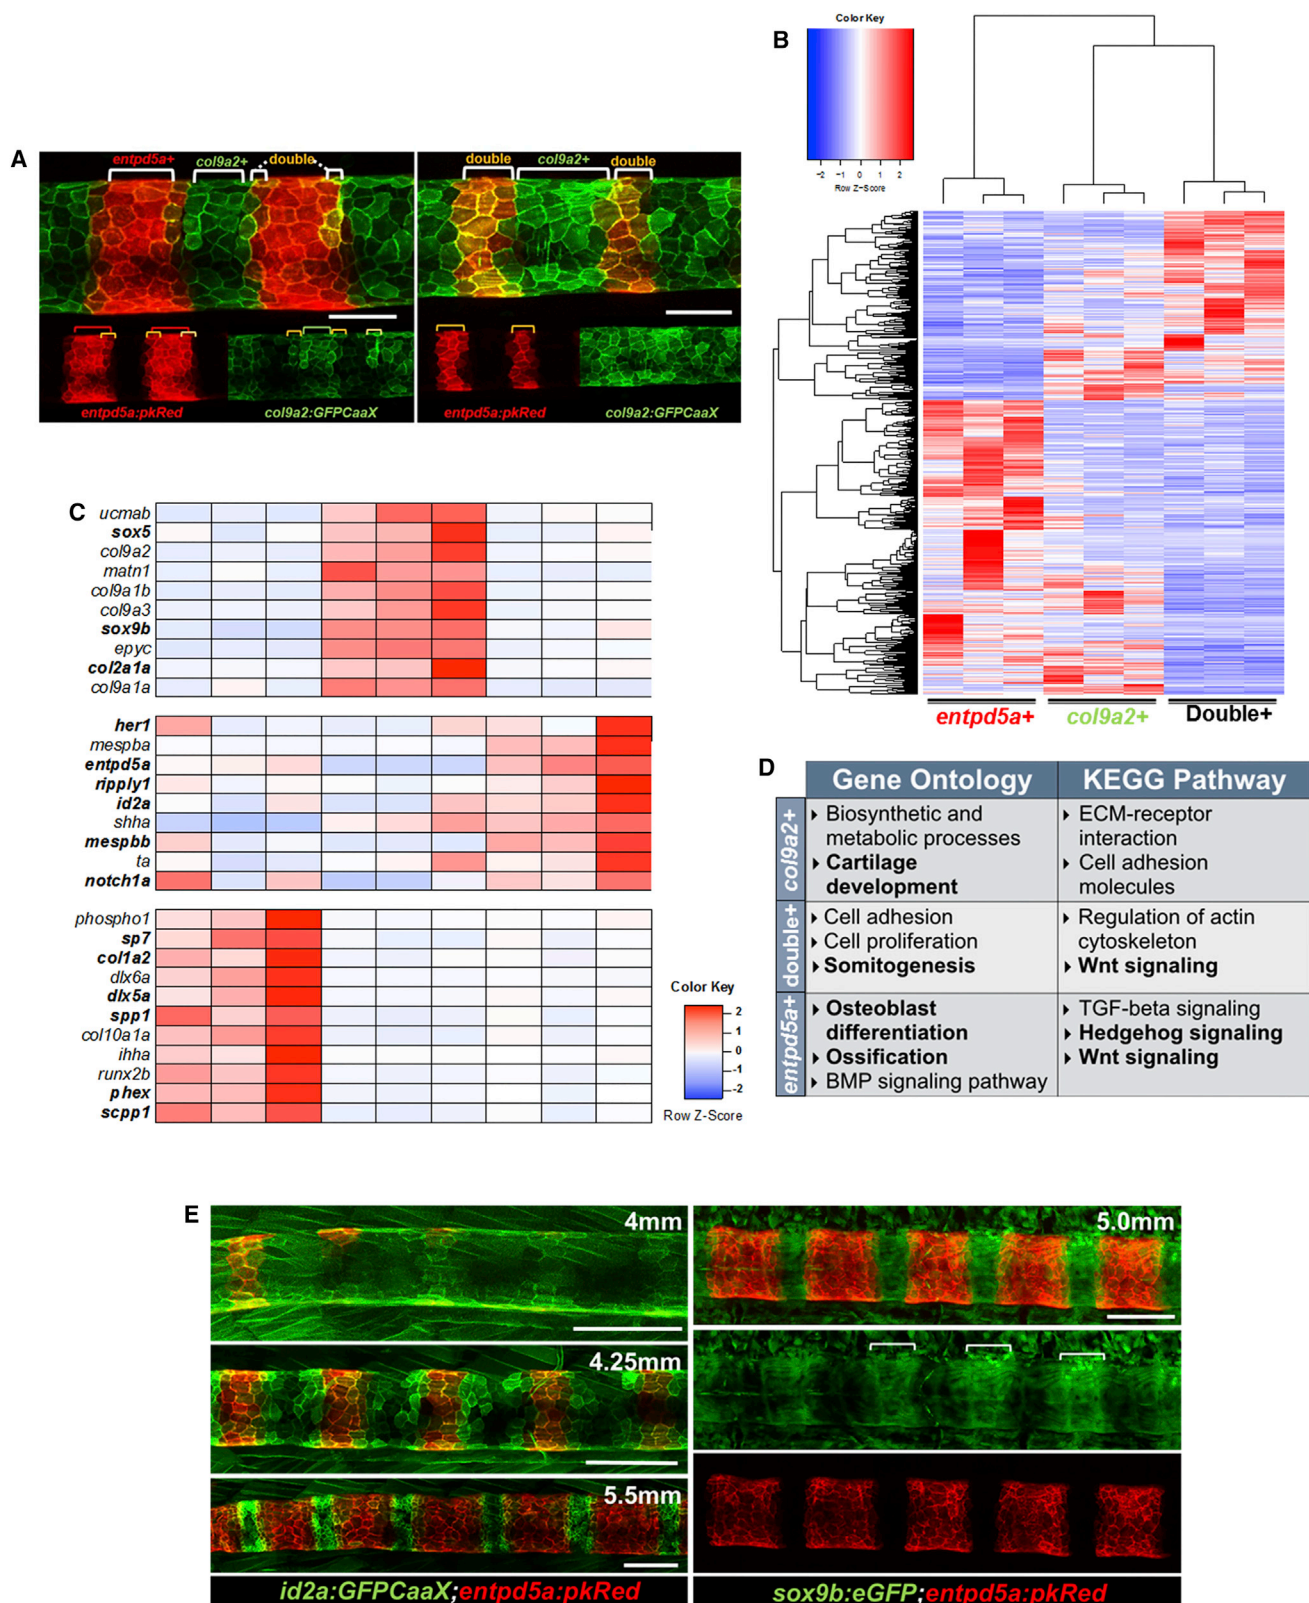 A
entpd5a+ col9a2+ double
double col9a2+ double
entpd5a:pkRed col9a2:GFPCaaX
entpd5a:pkRed col9a2:GFPCaaX
B
Color Key
-2 -1 0 1 2
Row Z-Score
entpd5a+ col9a2+ Double+
C
ucmab
sox5
col9a2
matn1
col9a1b
col9a3
sox9b
epyc
col2a1a
col9a1a
her1
mespba
entpd5a
ripply1
id2a
shha
mespbb
ta
notch1a
phospho1
sp7
col1a2
dlx6a
dlx5a
spp1
col10a1a
ihha
runx2b
phex
scpp1
Color Key
2
1
0
-1
-2
Row Z-Score
D
Gene Ontology KEGG Pathway
col9a2+
Biosynthetic and
metabolic processes
Cartilage
development
ECM-receptor
interaction
Cell adhesion
molecules
double+
Cell adhesion
Cell proliferation
Somitogenesis
Regulation of actin
cytoskeleton
Wnt signaling
entpd5a+
Osteoblast
differentiation
Ossification
BMP signaling pathway
TGF-beta signaling
Hedgehog signaling
Wnt signaling
E
4mm
4.25mm
5.5mm
id2a:GFPCaaX;entpd5a:pkRed
5.0mm
sox9b:eGFP;entpd5a:pkRed